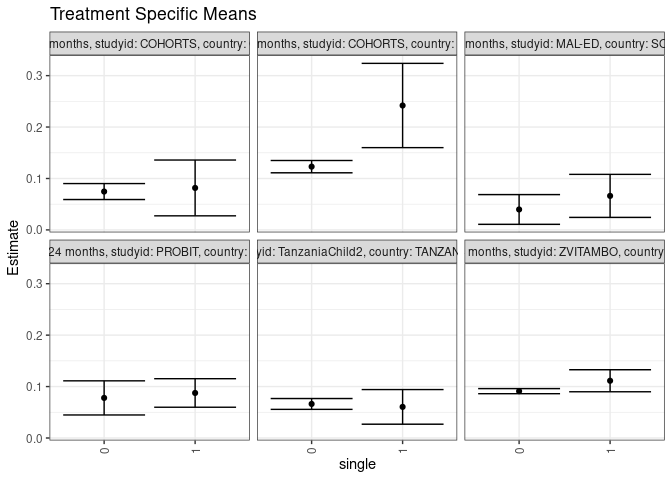 Treatment Specific Means
months, studyid: COHORTS, country:
months, studyid: COHORTS, country:
months, studyid: MAL-ED, country: SO
0.3
0.2
0.1
0.0
24 months, studyid: PROBIT, country:
yid: TanzaniaChild2, country: TANZAN
months, studyid: ZVITAMBO, country
0.3
0.2
0.1
0.0
Estimate
0 1 0 1 0 1
single